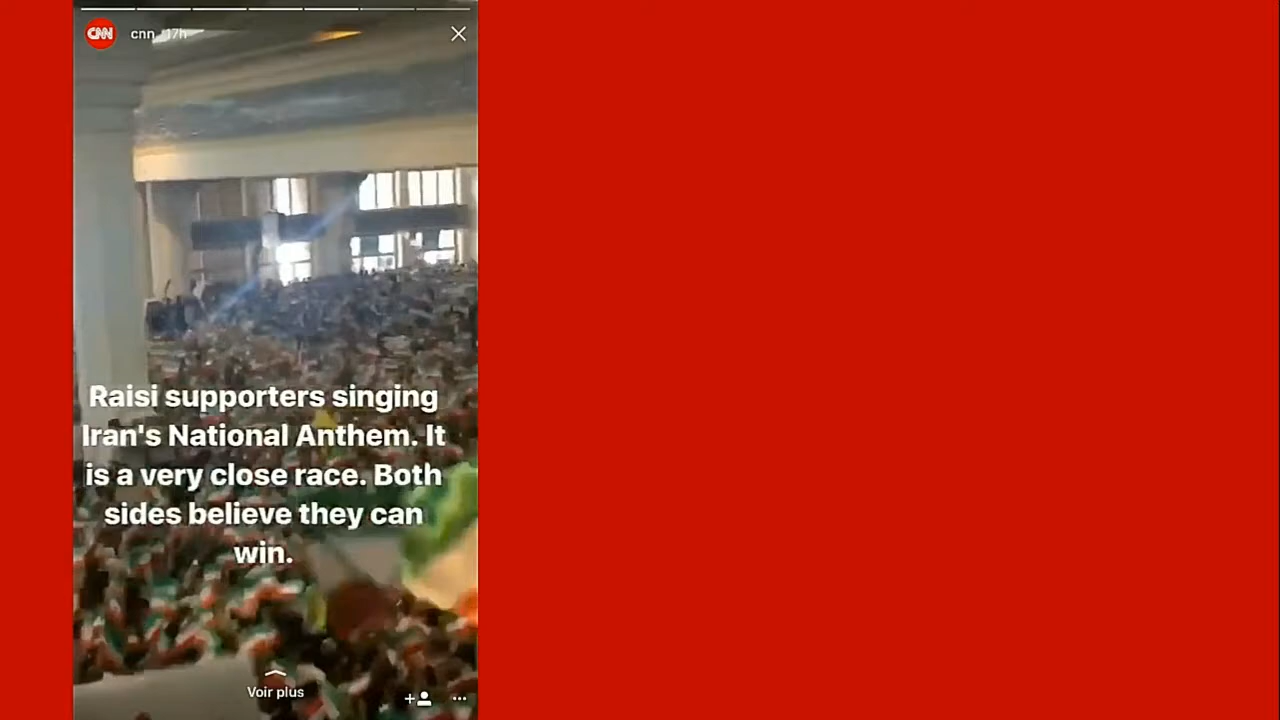 CNN
cnn 17h
Raisi supporters singing
Iran's National Anthem. It
is a very close race. Both
sides believe they can
win.
Voir plus